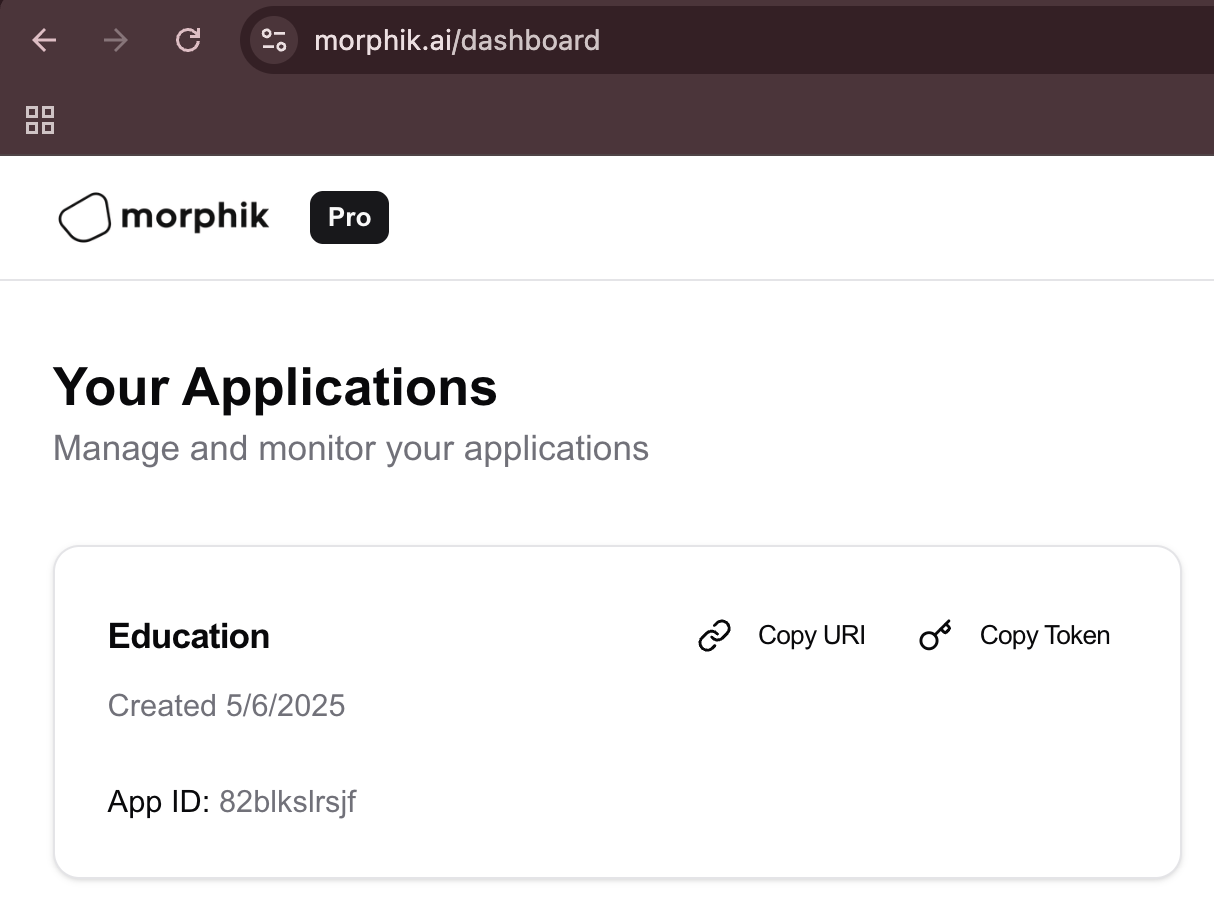 morphik.ai/dashboard
morphik Pro
Your Applications
Manage and monitor your applications
Education Copy URI Copy Token
Created 5/6/2025
App ID: 82blkslrsjf